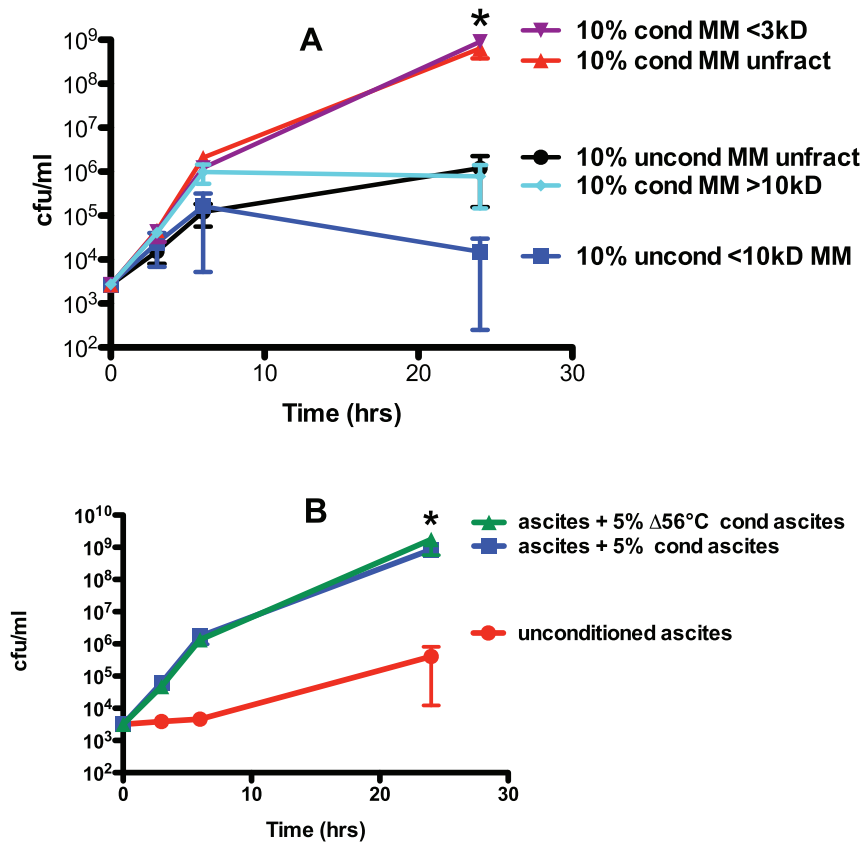 A
*
10% cond MM <3kD
10% cond MM unfract
10% uncond MM unfract
10% cond MM >10kD
10% uncond <10kD MM
cfu/ml
10⁹
10⁸
10⁷
10⁶
10⁵
10⁴
10³
10²
0
10
20
30
Time (hrs)
B
*
ascites + 5% Δ56°C cond ascites
ascites + 5% cond ascites
unconditioned ascites
cfu/ml
10¹⁰
10⁹
10⁸
10⁷
10⁶
10⁵
10⁴
10³
10²
0
10
20
30
Time (hrs)